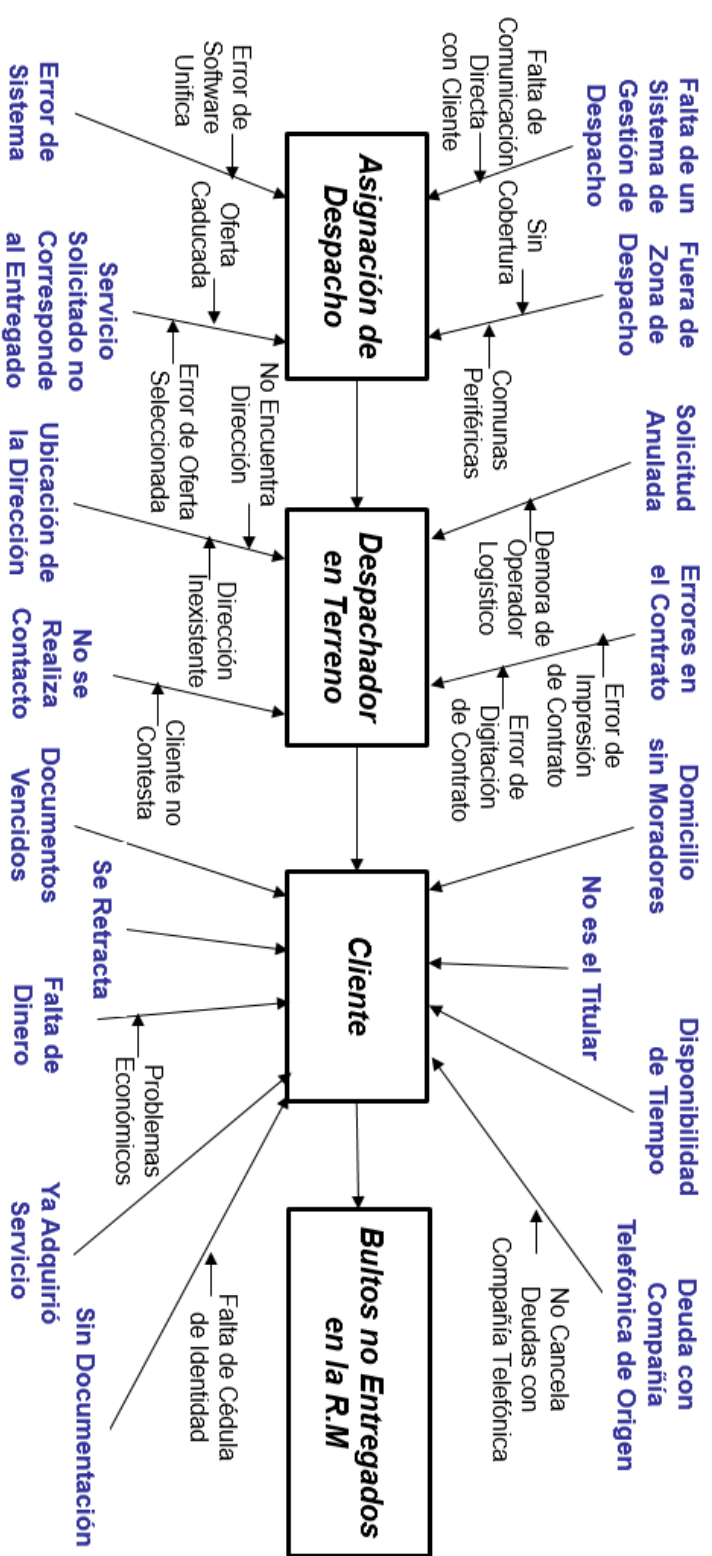 Falta de un
Sistema de
Gestión de
Despacho
Fuera de
Zona de
Despacho
Solicitud
Anulada
Errores en
el Contrato
Domicilio
sin Moradores
No es el Titular
Disponibilidad
de Tiempo
Deuda con
Compañía
Telefónica de Origen
Falta de
Comunicación
Directa
con Cliente
Sin
Cobertura
Comunas
Periféricas
Demora de
Operador
Logístico
Error de
Impresión
de Contrato
Error de
Digitación
de Contrato
No Cancela
Deudas con
Compañía Telefónica
Asignación de
Despacho
Despachador
en Terreno
Cliente
Bultos no Entregados
en la R.M
Error de
Software
Unifica
Oferta
Caducada
Error de Oferta
Seleccionada
No Encuentra
Dirección
Dirección
Inexistente
Cliente no
Contesta
Problemas
Económicos
Falta de Cédula
de Identidad
Error de
Sistema
Servicio
Solicitado no
Corresponde
al Entregado
Ubicación de
la Dirección
No se
Realiza
Contacto
Documentos
Vencidos
Se Retracta
Falta de
Dinero
Ya Adquirió
Servicio
Sin Documentación